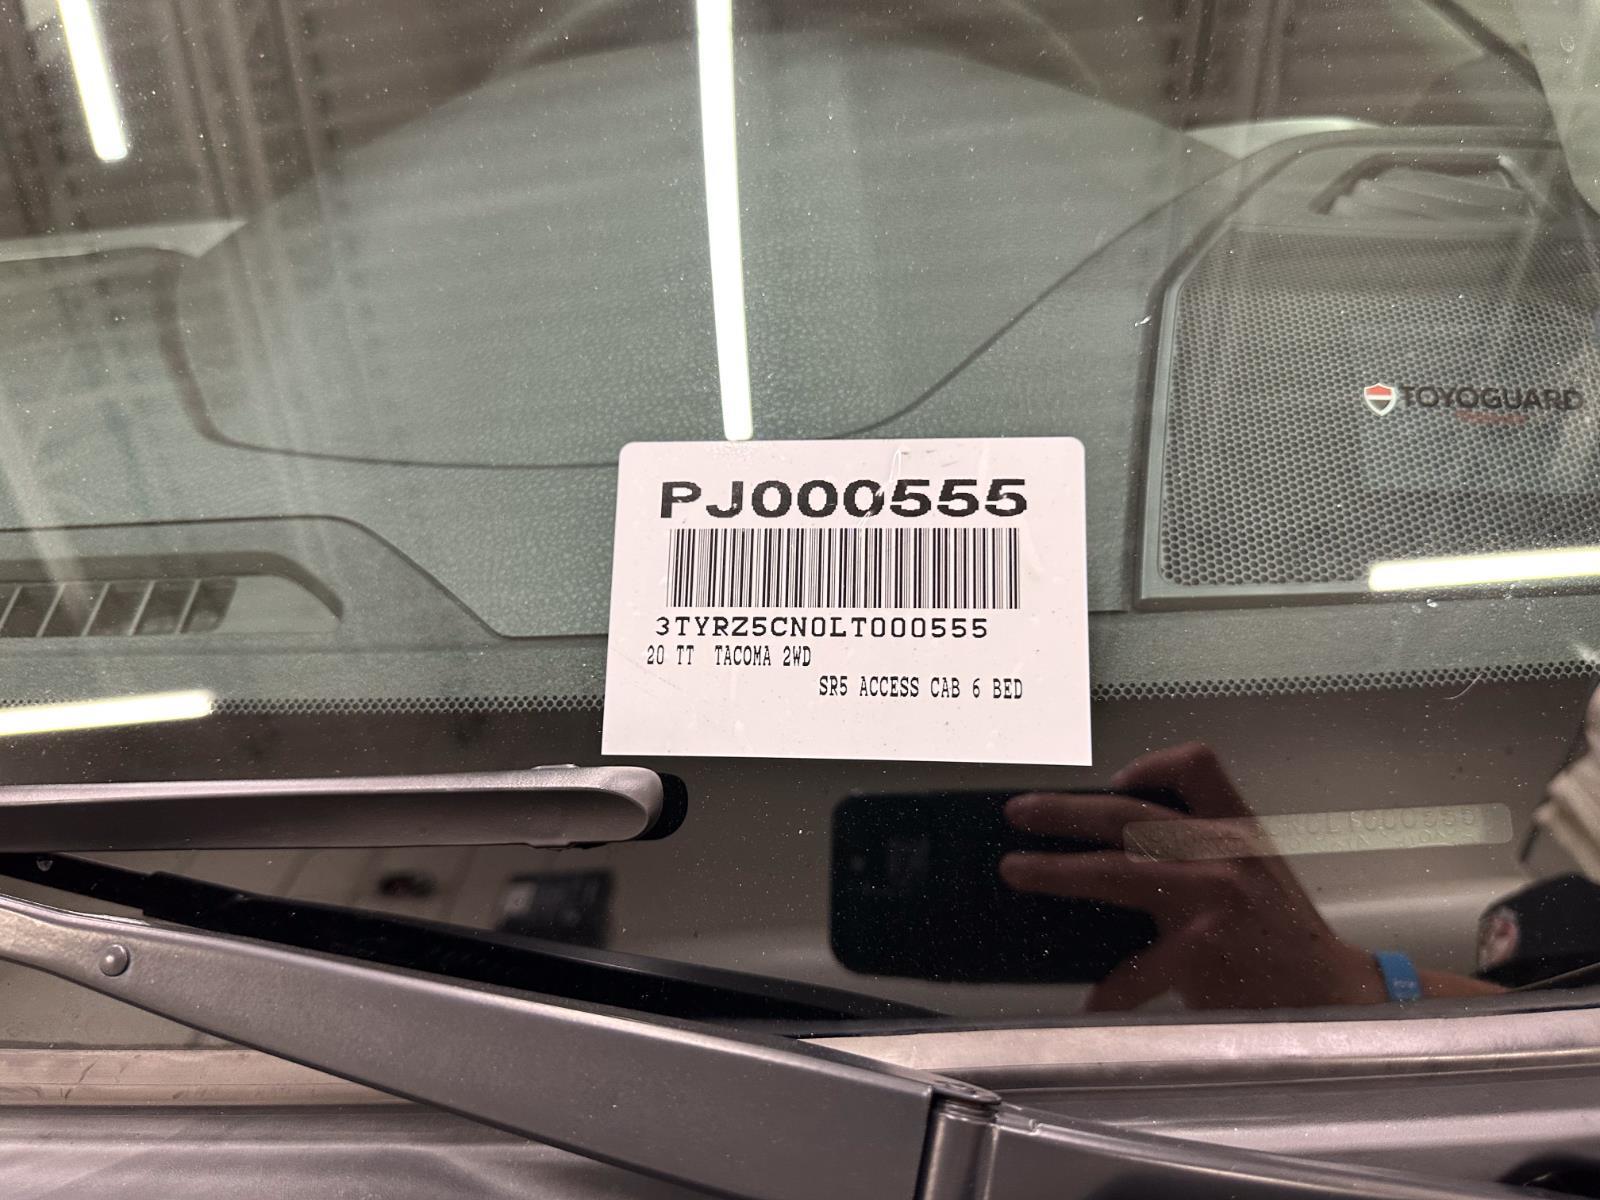 TOYOGUARD
PJ000555
3TYRZ5CN0LT000555
20 TT TACOMA 2WD
SR5 ACCESS CAB 6 BED